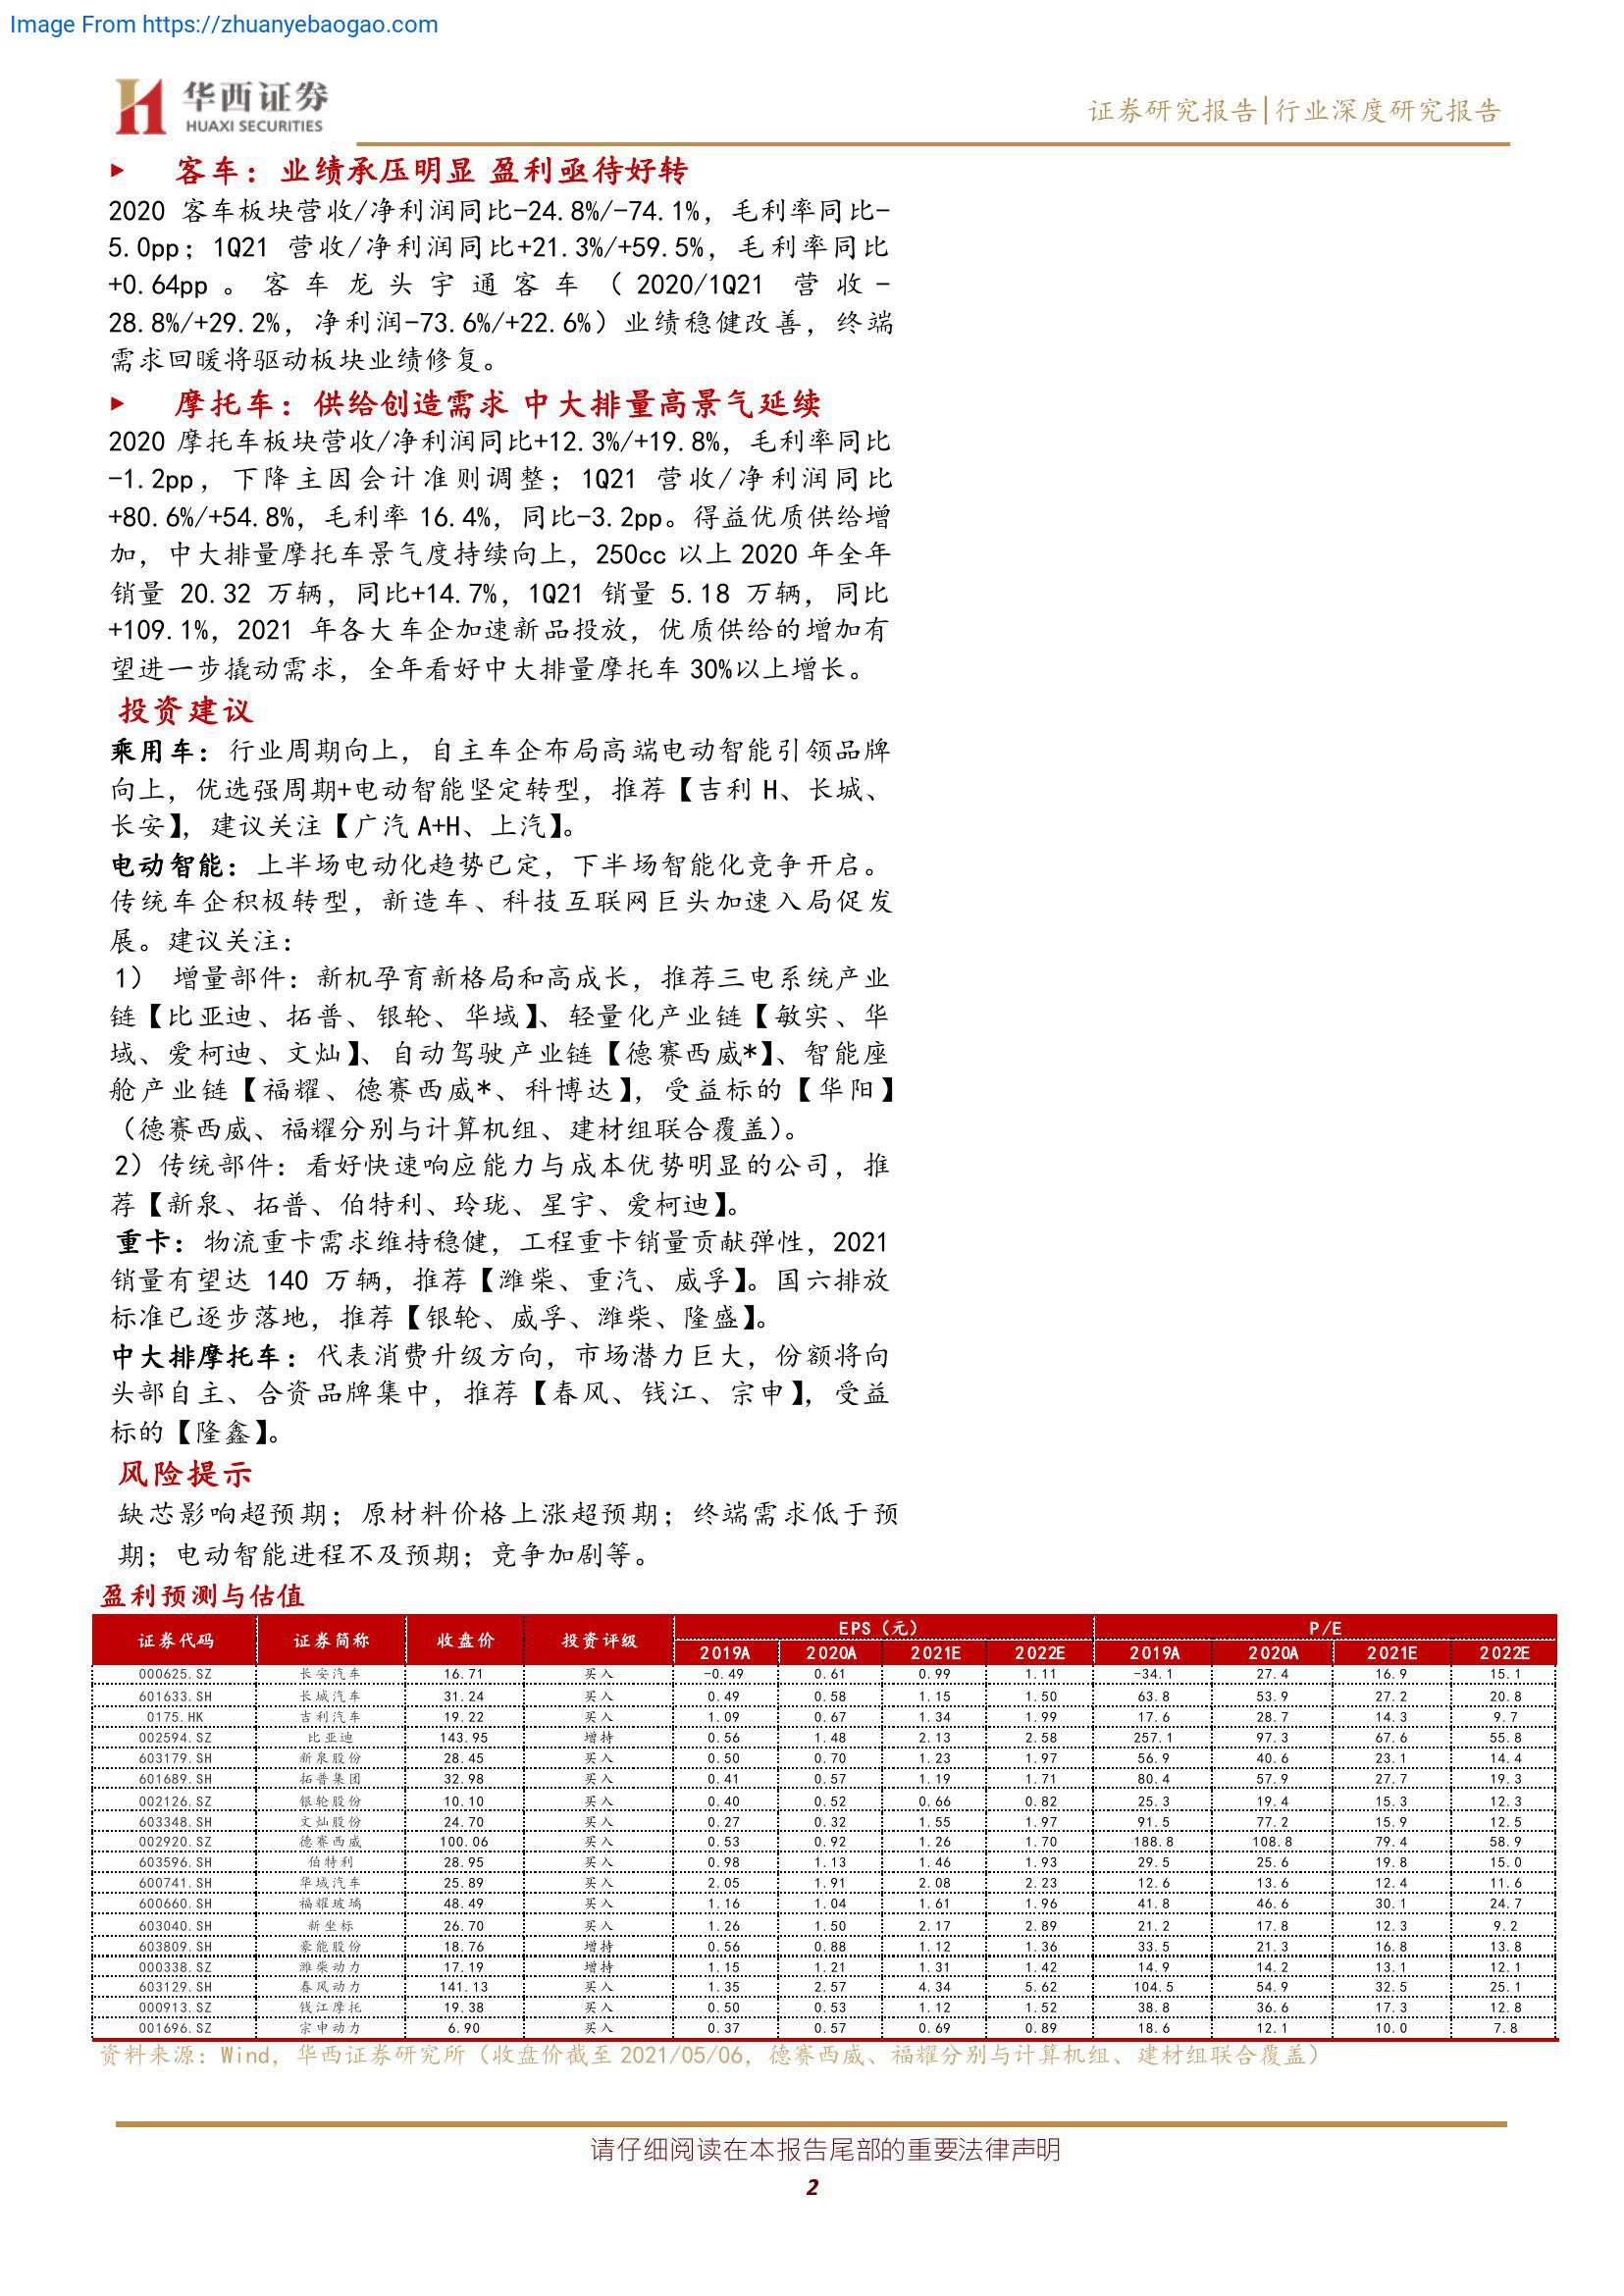 Image From https://zhuanyebaogao.com
华西证券
HUAXI SECURITIES
证券研究报告|行业深度研究报告
▶ 客车：业绩承压明显 盈利亟待好转
2020 客车板块营收/净利润同比-24.8%/-74.1%，毛利率同比-
5.0pp；1Q21 营收/净利润同比+21.3%/+59.5%，毛利率同比
+0.64pp。客车龙头宇通客车（2020/1Q21 营收-
28.8%/+29.2%，净利润-73.6%/+22.6%）业绩稳健改善，终端
需求回暖将驱动板块业绩修复。
▶ 摩托车：供给创造需求 中大排量高景气延续
2020 摩托车板块营收/净利润同比+12.3%/+19.8%，毛利率同比
-1.2pp，下降主因会计准则调整；1Q21 营收/净利润同比
+80.6%/+54.8%，毛利率 16.4%，同比-3.2pp。得益优质供给增
加，中大排量摩托车景气度持续向上，250cc 以上 2020 年全年
销量 20.32 万辆，同比+14.7%，1Q21 销量 5.18 万辆，同比
+109.1%，2021 年各大车企加速新品投放，优质供给的增加有
望进一步撬动需求，全年看好中大排量摩托车 30%以上增长。
投资建议
乘用车：行业周期向上，自主车企布局高端电动智能引领品牌
向上，优选强周期+电动智能坚定转型，推荐【吉利 H、长城、
长安】，建议关注【广汽 A+H、上汽】。
电动智能：上半场电动化趋势已定，下半场智能化竞争开启。
传统车企积极转型，新造车、科技互联网巨头加速入局促发
展。建议关注：
1） 增量部件：新机孕育新格局和高成长，推荐三电系统产业
链【比亚迪、拓普、银轮、华域】、轻量化产业链【敏实、华
域、爱柯迪、文灿】、自动驾驶产业链【德赛西威*】、智能座
舱产业链【福耀、德赛西威*、科博达】，受益标的【华阳】
（德赛西威、福耀分别与计算机组、建材组联合覆盖）。
2）传统部件：看好快速响应能力与成本优势明显的公司，推
荐【新泉、拓普、伯特利、玲珑、星宇、爱柯迪】。
重卡：物流重卡需求维持稳健，工程重卡销量贡献弹性，2021
销量有望达 140 万辆，推荐【潍柴、重汽、威孚】。国六排放
标准已逐步落地，推荐【银轮、威孚、潍柴、隆盛】。
中大排摩托车：代表消费升级方向，市场潜力巨大，份额将向
头部自主、合资品牌集中，推荐【春风、钱江、宗申】，受益
标的【隆鑫】。
风险提示
缺芯影响超预期；原材料价格上涨超预期；终端需求低于预
期；电动智能进程不及预期；竞争加剧等。
盈利预测与估值
证券代码 证券简称 收盘价 投资评级 EPS（元） P/E
2019A 2020A 2021E 2022E 2019A 2020A 2021E 2022E
000625.SZ 长安汽车 16.71 买入 -0.49 0.61 0.99 1.11 -34.1 27.4 16.9 15.1
601633.SH 长城汽车 31.24 买入 0.49 0.58 1.15 1.50 63.8 53.9 27.2 20.8
0175.HK 吉利汽车 19.22 买入 1.09 0.67 1.34 1.99 17.6 28.7 14.3 9.7
002594.SZ 比亚迪 143.95 增持 0.56 1.48 2.13 2.58 257.1 97.3 67.6 55.8
603179.SH 新泉股份 28.45 买入 0.50 0.70 1.23 1.97 56.9 40.6 23.1 14.4
601689.SH 拓普集团 32.98 买入 0.41 0.57 1.19 1.71 80.4 57.9 27.7 19.3
002126.SZ 银轮股份 10.10 买入 0.40 0.52 0.66 0.82 25.3 19.4 15.3 12.3
603348.SH 文灿股份 24.70 买入 0.27 0.32 1.55 1.97 91.5 77.2 15.9 12.5
002920.SZ 德赛西威 100.06 买入 0.53 0.92 1.26 1.70 188.8 108.8 79.4 58.9
603596.SH 伯特利 28.95 买入 0.98 1.13 1.46 1.93 29.5 25.6 19.8 15.0
600741.SH 华域汽车 25.89 买入 2.05 1.91 2.08 2.23 12.6 13.6 12.4 11.6
600660.SH 福耀玻璃 48.49 买入 1.16 1.04 1.61 1.96 41.8 46.6 30.1 24.7
603040.SH 新坐标 26.70 买入 1.26 1.50 2.17 2.89 21.2 17.8 12.3 9.2
603809.SH 豪能股份 18.76 增持 0.56 0.88 1.12 1.36 33.5 21.3 16.8 13.8
000338.SZ 潍柴动力 17.19 增持 1.15 1.21 1.31 1.42 14.9 14.2 13.1 12.1
603129.SH 春风动力 141.13 买入 1.35 2.57 4.34 5.62 104.5 54.9 32.5 25.1
000913.SZ 钱江摩托 19.38 买入 0.50 0.53 1.12 1.52 38.8 36.6 17.3 12.8
001696.SZ 宗申动力 6.90 买入 0.37 0.57 0.69 0.89 18.6 12.1 10.0 7.8
资料来源：Wind，华西证券研究所（收盘价截至 2021/05/06，德赛西威、福耀分别与计算机组、建材组联合覆盖）
请仔细阅读在本报告尾部的重要法律声明
2